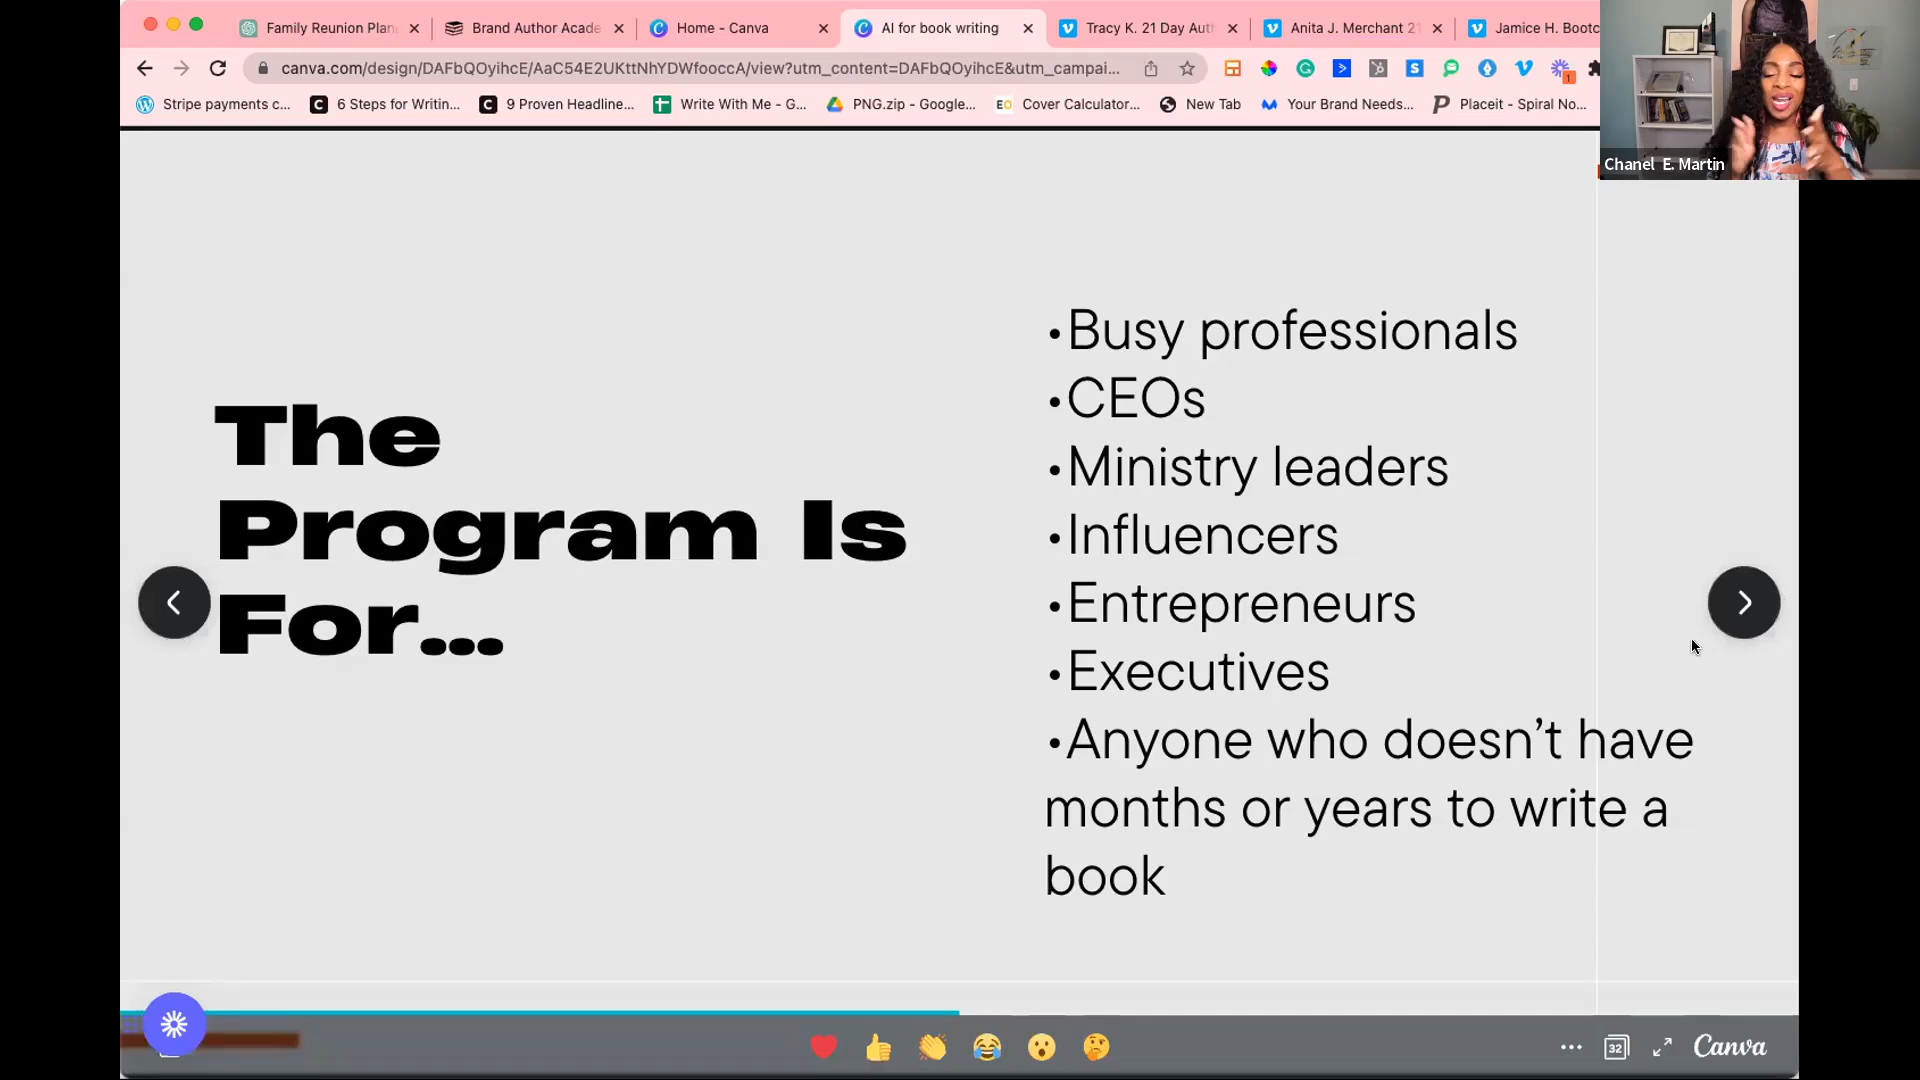 Family Reunion Plan
Brand Author Acade
Home - Canva
AI for book writing
Tracy K. 21 Day Aut
Anita J. Merchant 21
Jamice H. Bootc
canva.com/design/DAFbQOyihcE/AaC54E2UKttNhYDWfooccA/view?utm_content=DAFbQOyihcE&utm_campai...
1
Stripe payments c...
6 Steps for Writin...
9 Proven Headline...
Write With Me - G...
PNG.zip - Google...
EO Cover Calculator...
New Tab
Your Brand Needs...
Placeit - Spiral No...
Chanel E. Martin
The
Program Is
For...
•Busy professionals
•CEOs
•Ministry leaders
•Influencers
•Entrepreneurs
•Executives
•Anyone who doesn’t have
months or years to write a
book
32
Canva